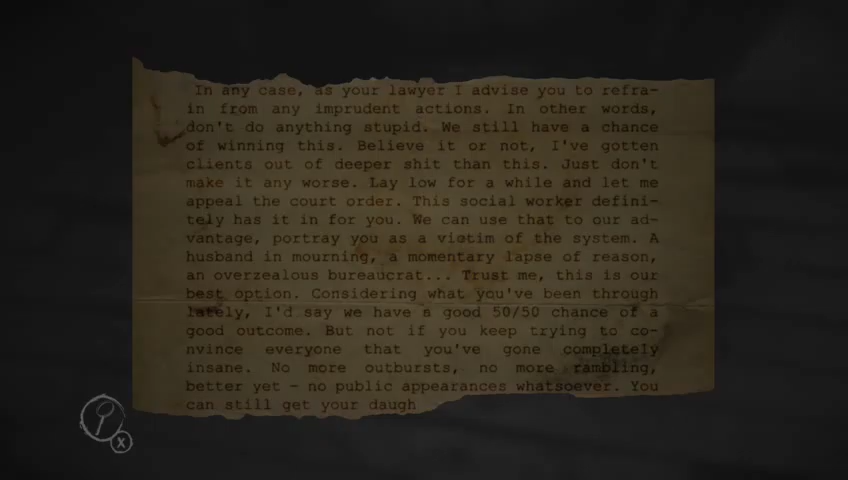 In any case, as your lawyer I advise you to refra-
in from any imprudent actions. In other words,
don't do anything stupid. We still have a chance
of winning this. Believe it or not, I've gotten
clients out of deeper shit than this. Just don't
make it any worse. Lay low for a while and let me
appeal the court order. This social worker defini-
tely has it in for you. We can use that to our ad-
vantage, portray you as a victim of the system. A
husband in mourning, a momentary lapse of reason,
an overzealous bureaucrat... Trust me, this is our
best option. Considering what you've been through
lately, I'd say we have a good 50/50 chance of a
good outcome. But not if you keep trying to co-
nvince everyone that you've gone completely
insane. No more outbursts, no more rambling,
better yet - no public appearances whatsoever. You
can still get your daugh
X